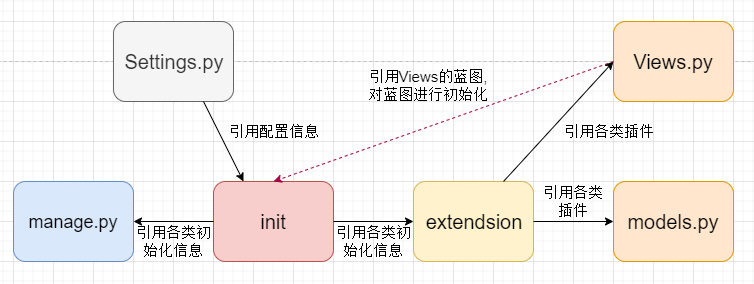 Settings.py
引用Views的蓝图,
对蓝图进行初始化
Views.py
引用配置信息
引用各类插件
manage.py
引用各类初
始化信息
init
引用各类初
始化信息
extendsion
引用各类
插件
models.py